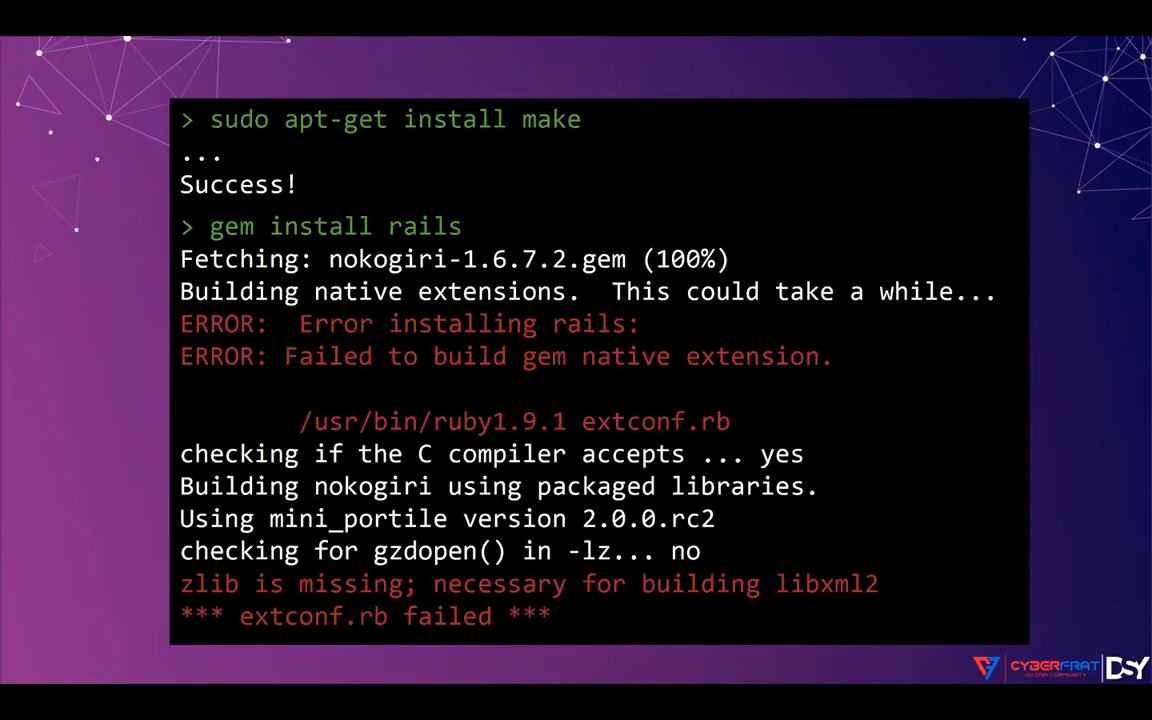 > sudo apt-get install make
...
Success!
> gem install rails
Fetching: nokogiri-1.6.7.2.gem (100%)
Building native extensions.  This could take a while...
ERROR:  Error installing rails:
ERROR: Failed to build gem native extension.
/usr/bin/ruby1.9.1 extconf.rb
checking if the C compiler accepts ... yes
Building nokogiri using packaged libraries.
Using mini_portile version 2.0.0.rc2
checking for gzdopen() in -lz... no
zlib is missing; necessary for building libxml2
*** extconf.rb failed ***
CYBERFRAT
DSY